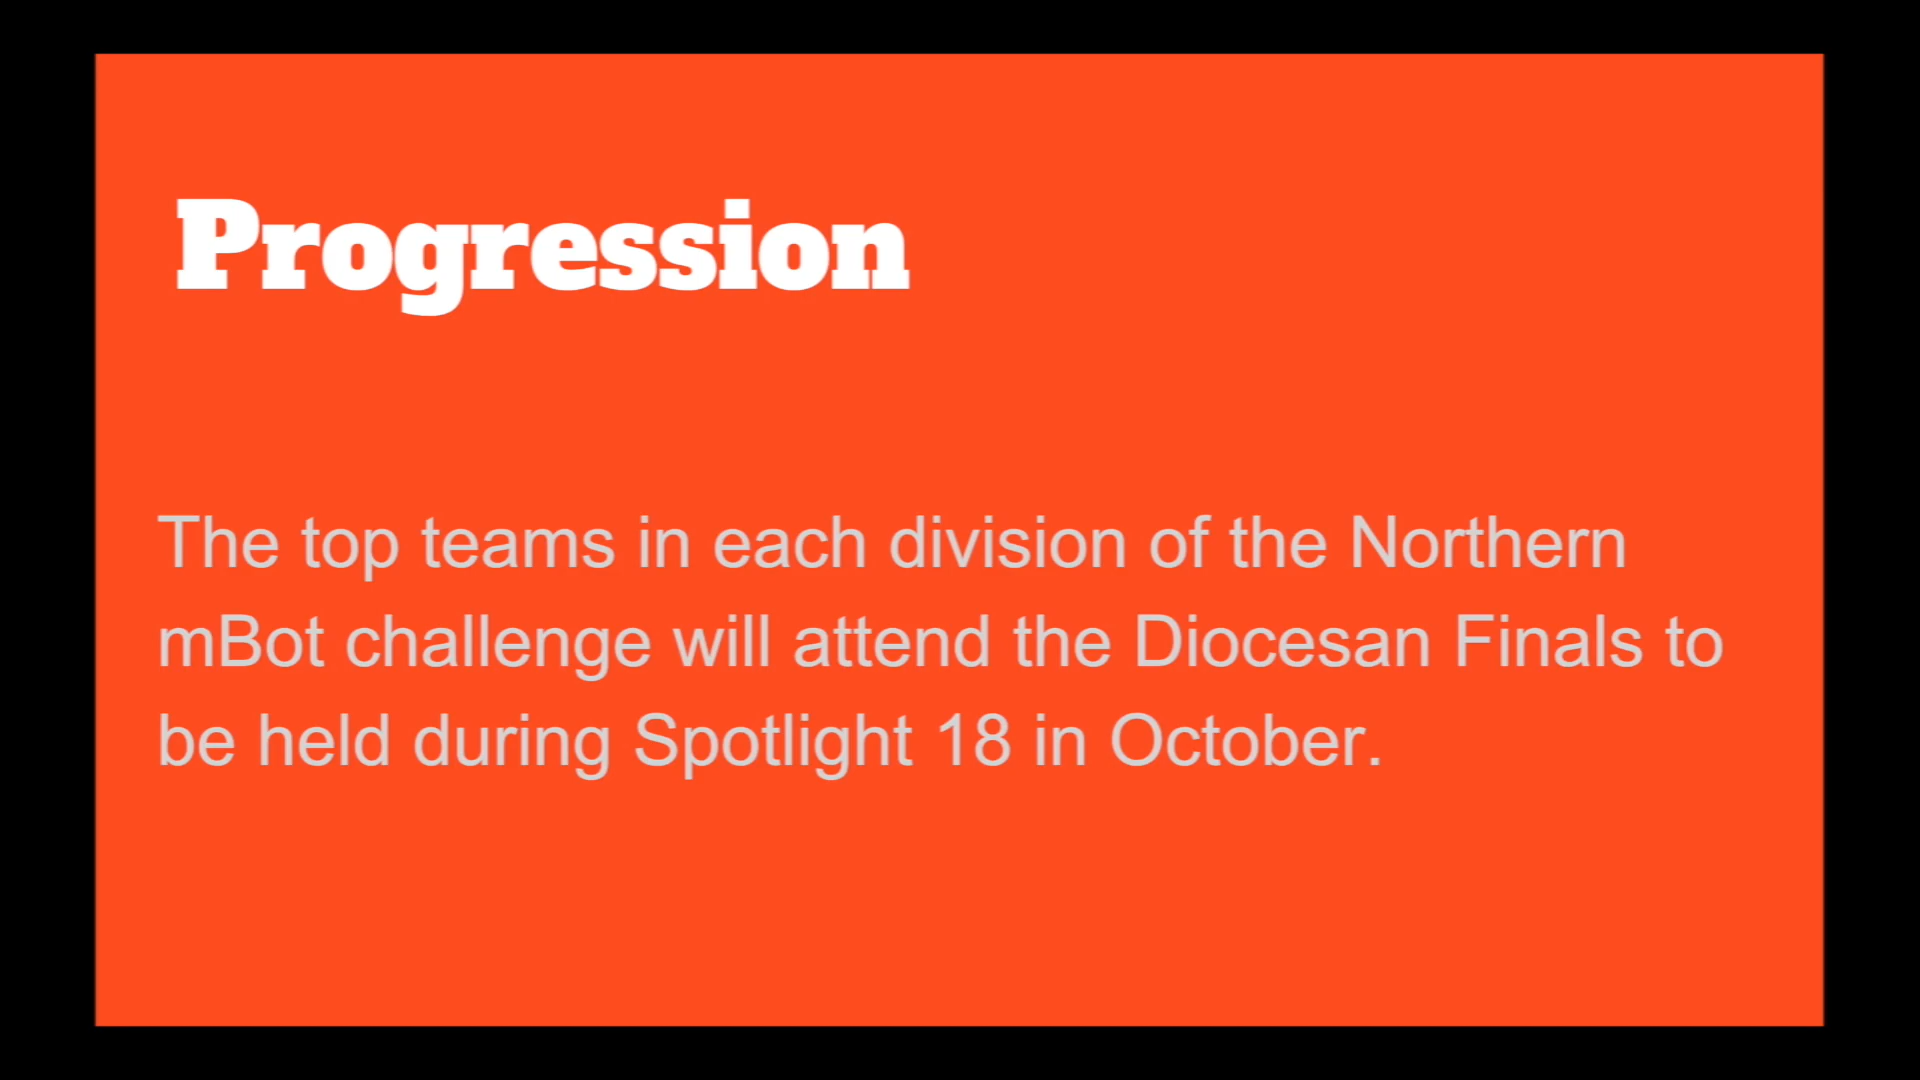 Progression
The top teams in each division of the Northern
mBot challenge will attend the Diocesan Finals to
be held during Spotlight 18 in October.